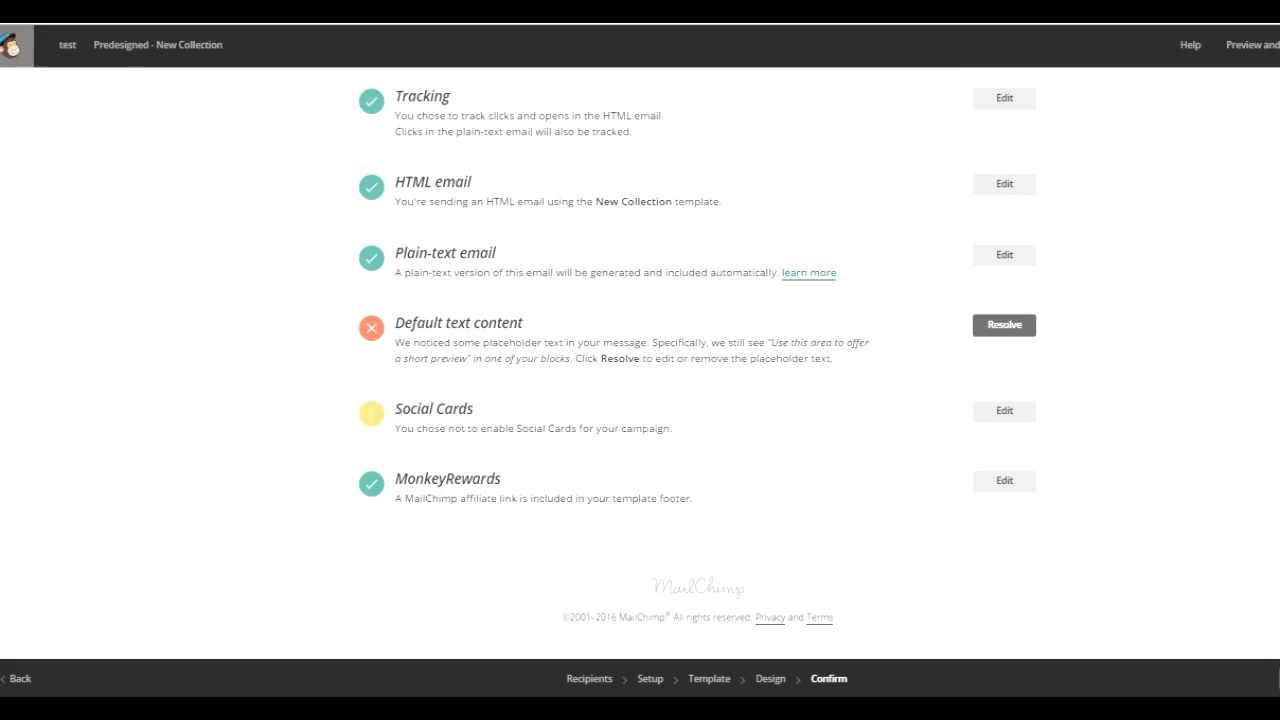 test Predesigned - New Collection Help Preview and
Tracking Edit
You chose to track clicks and opens in the HTML email.
Clicks in the plain-text email will also be tracked.
HTML email Edit
You're sending an HTML email using the New Collection template.
Plain-text email Edit
A plain-text version of this email will be generated and included automatically. learn more
Default text content Resolve
We noticed some placeholder text in your message. Specifically, we still see "Use this area to offer
a short preview" in one of your blocks. Click Resolve to edit or remove the placeholder text.
Social Cards Edit
You chose not to enable Social Cards for your campaign.
MonkeyRewards Edit
A MailChimp affiliate link is included in your template footer.
MailChimp
©2001–2016 MailChimp® All rights reserved. Privacy and Terms
< Back Recipients > Setup > Template > Design > Confirm